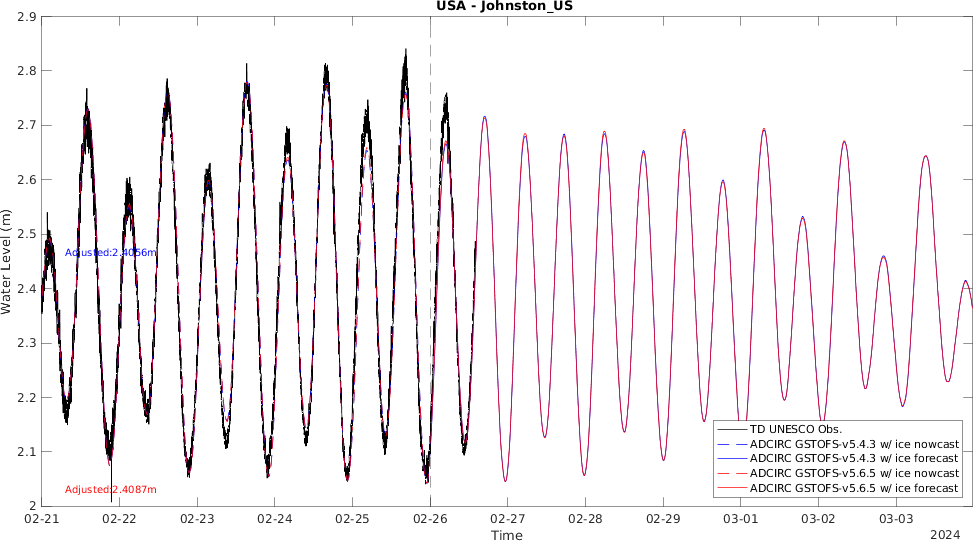 USA - Johnston_US
2.9
2.8
2.7
2.6
2.5
2.4
2.3
2.2
2.1
2
Water Level (m)
Adjusted:2.4056m
Adjusted:2.4087m
TD UNESCO Obs.
ADCIRC GSTOFS-v5.4.3 w/ ice nowcast
ADCIRC GSTOFS-v5.4.3 w/ ice forecast
ADCIRC GSTOFS-v5.6.5 w/ ice nowcast
ADCIRC GSTOFS-v5.6.5 w/ ice forecast
02-21 02-22 02-23 02-24 02-25 02-26 02-27 02-28 02-29 03-01 03-02 03-03
Time
2024